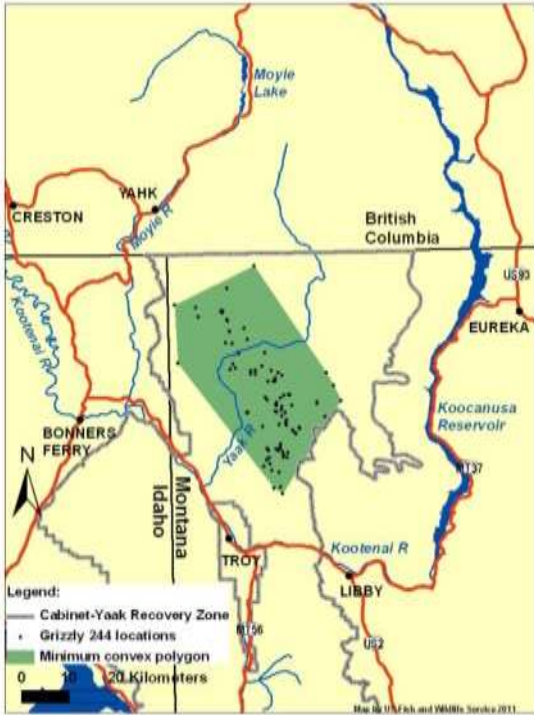 Moyie
Lake
YAHK
CRESTON
Moyie R
British
Columbia
Kootenai R
US93
EUREKA
Koocanusa
Reservoir
BONNERS
FERRY
Yaak R
N
Montana
Idaho
MT37
Kootenai R
TROY
LIBBY
Legend:
Cabinet-Yaak Recovery Zone
Grizzly 244 locations
Minimum convex polygon
0 10 20 Kilometers
MT56
US2
Map by US Fish and Wildlife Service 2011